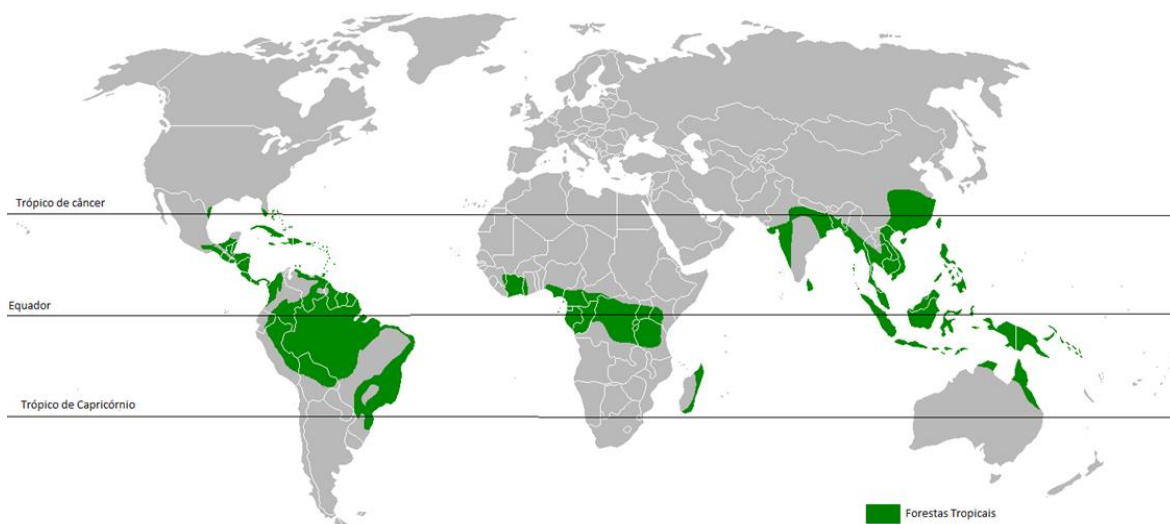 Trópico de câncer
Equador
Trópico de Capricórnio
Forestas Tropicais